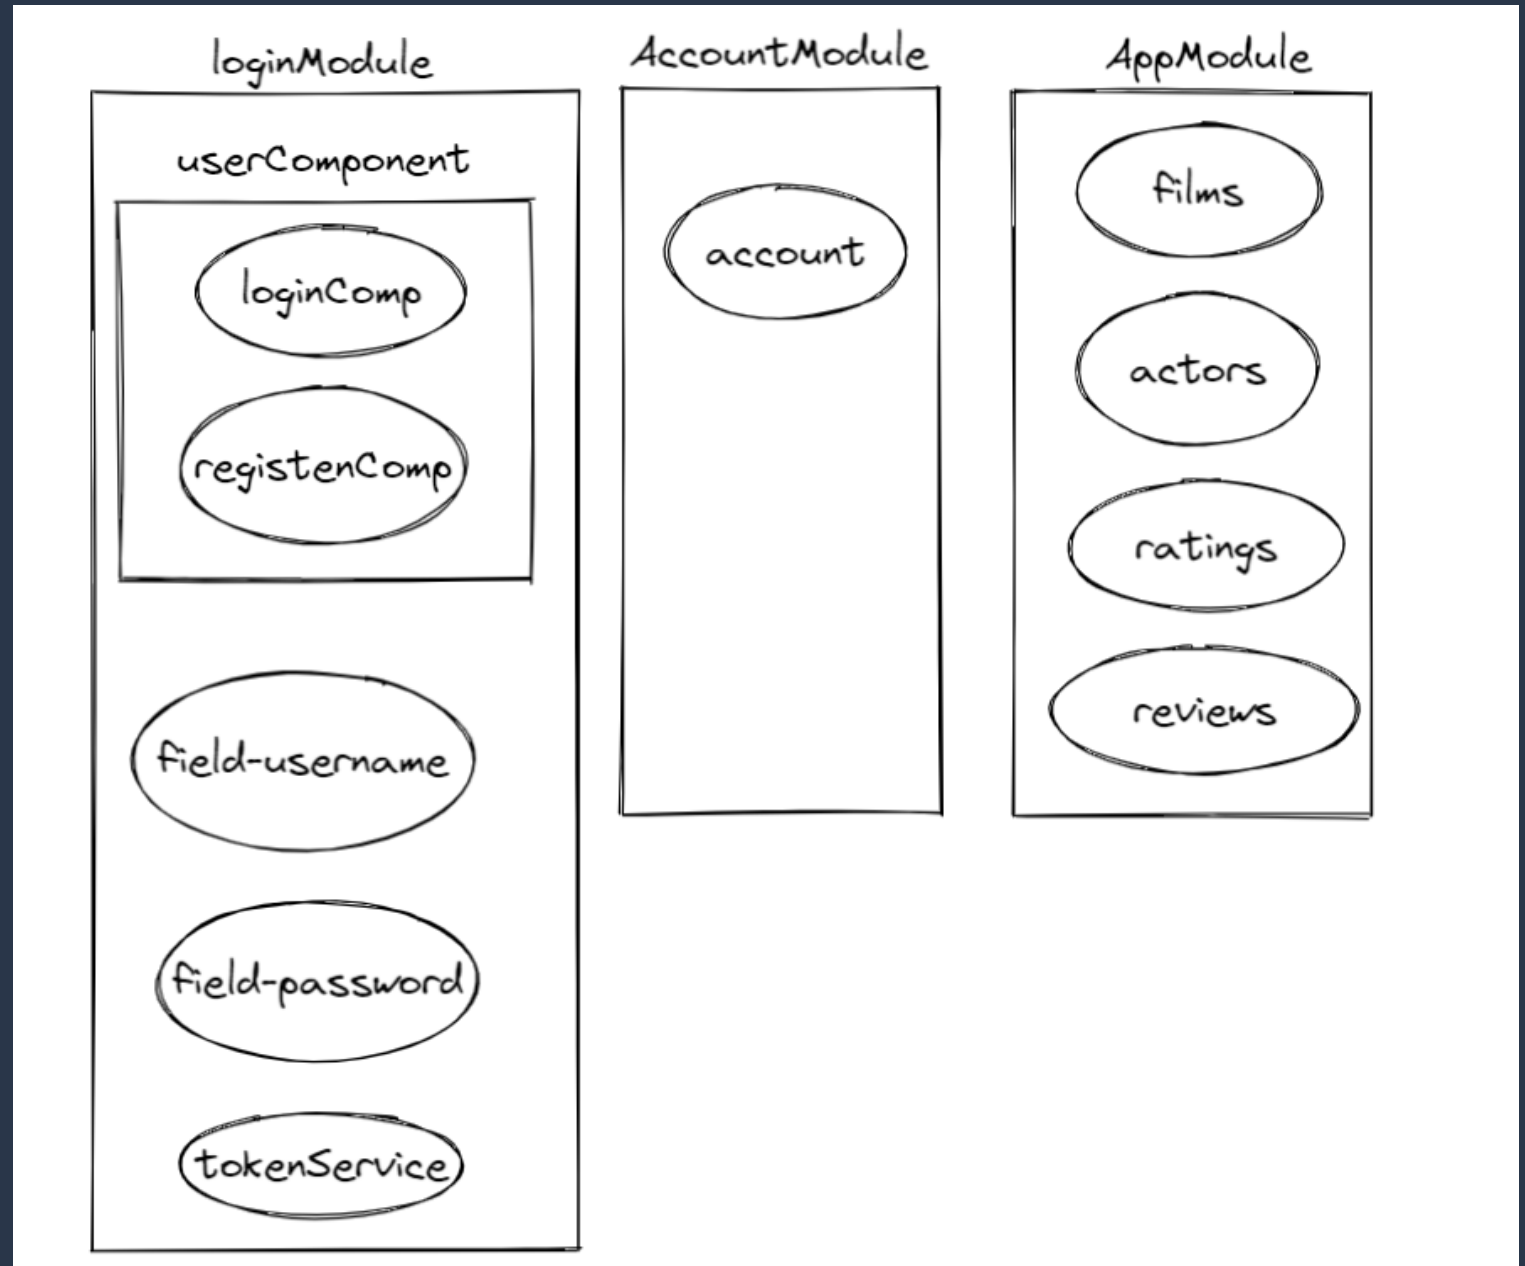 loginModule
userComponent
loginComp
registenComp
field-username
field-password
tokenService
AccountModule
account
AppModule
films
actors
ratings
reviews